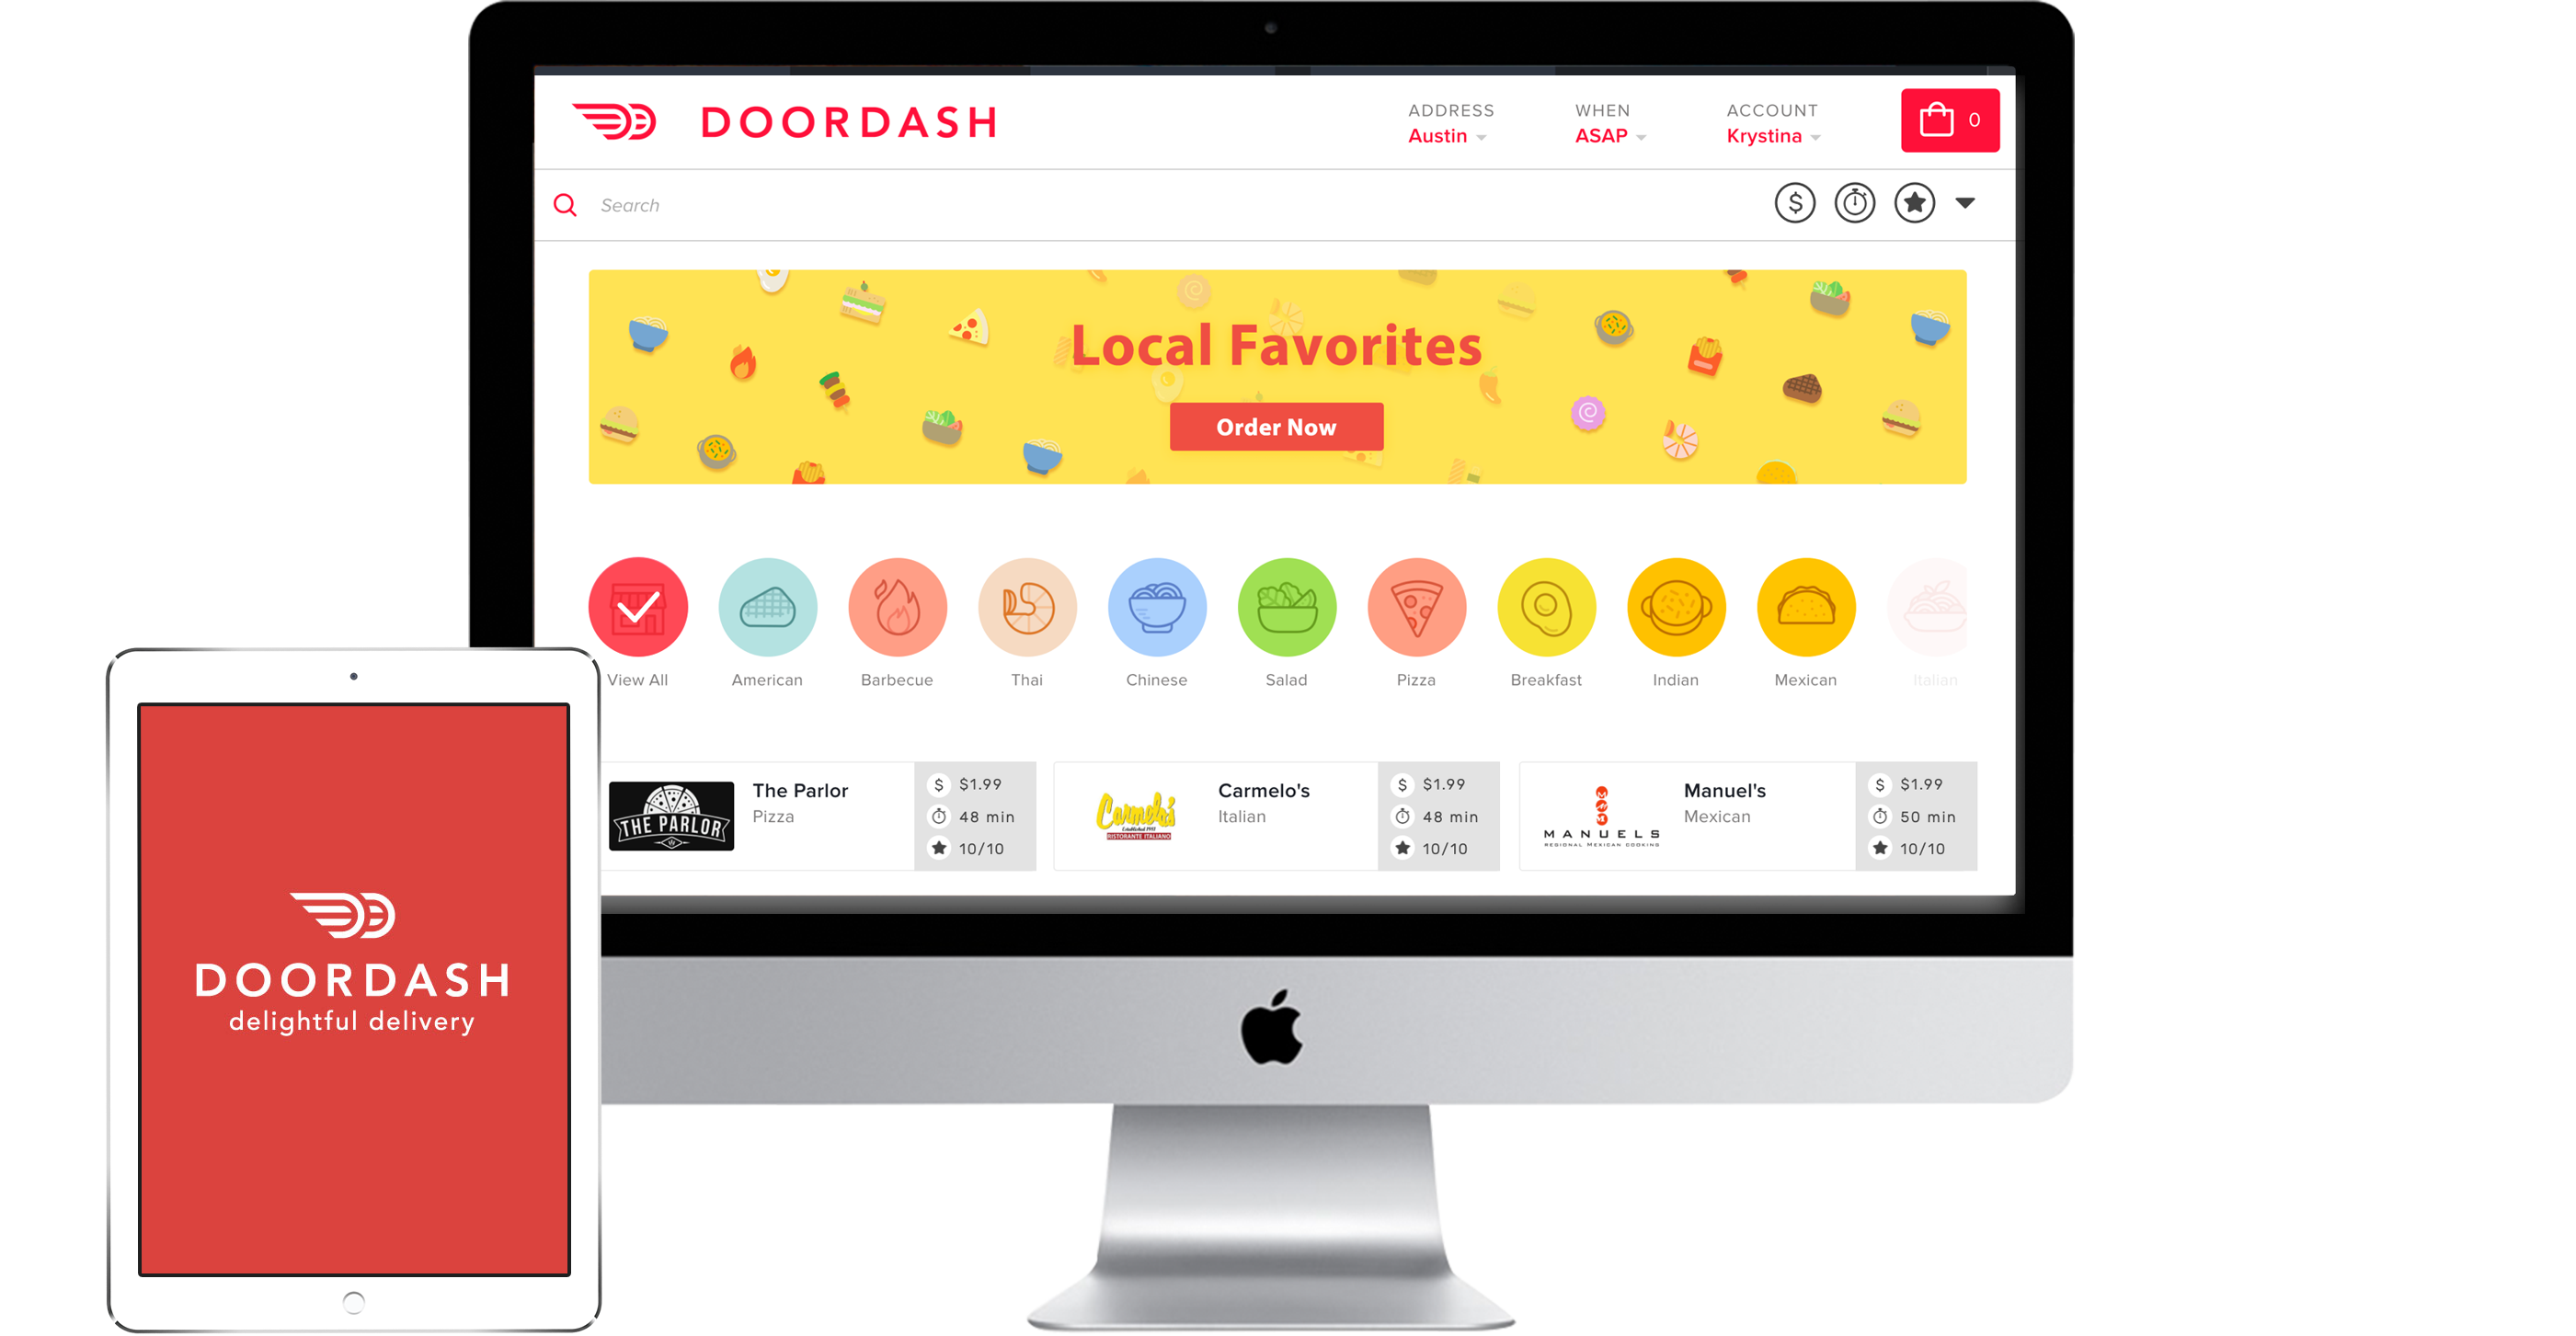 DOORDASH
ADDRESS
Austin
WHEN
ASAP
ACCOUNT
Krystina
0
Search
Local Favorites
Order Now
View All
American
Barbecue
Thai
Chinese
Salad
Pizza
Breakfast
Indian
Mexican
Italian
THE PARLOR
The Parlor
Pizza
$ $1.99
48 min
10/10
Carmelo's
Established 1985
RISTORANTE ITALIANO
Carmelo's
Italian
$ $1.99
48 min
10/10
MANUELS
REGIONAL MEXICAN COOKING
Manuel's
Mexican
$ $1.99
50 min
10/10
DOORDASH
delightful delivery